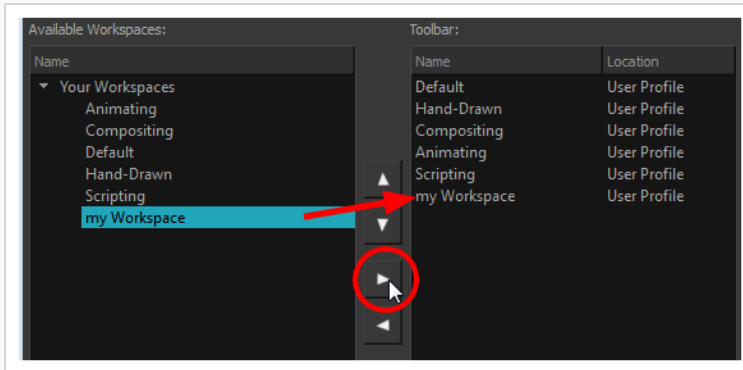 Available Workspaces:
Toolbar:
Name
Name Location
Your Workspaces
Animating
Compositing
Default
Hand-Drawn
Scripting
my Workspace
Default User Profile
Hand-Drawn User Profile
Compositing User Profile
Animating User Profile
Scripting User Profile
my Workspace User Profile